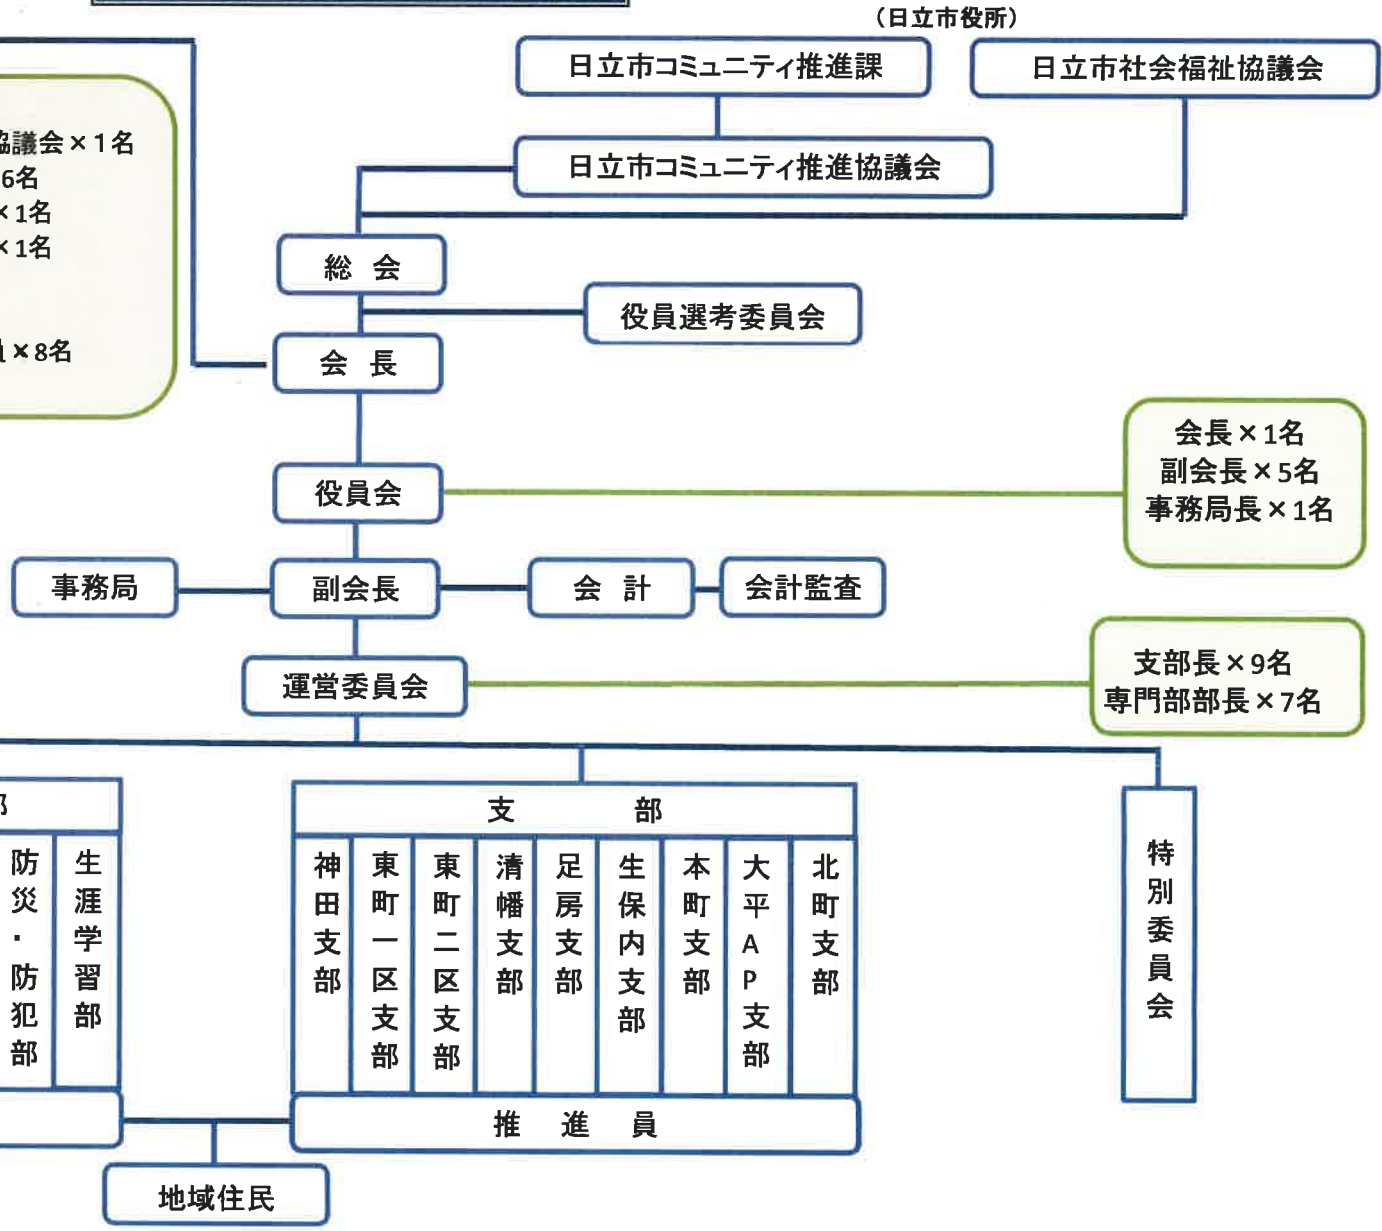 （日立市役所）
日立市コミュニティ推進課
日立市社会福祉協議会
協議会×1名
6名
×1名
×1名
×8名
日立市コミュニティ推進協議会
総 会
役員選考委員会
会 長
役員会
会長×1名
副会長×5名
事務局長×1名
事務局
副会長
会 計
会計監査
運営委員会
支部長×9名
専門部部長×7名
支 部
防災・防犯部
生涯学習部
神田支部
東町一区支部
東町二区支部
清幡支部
足房支部
生保内支部
本町支部
大平AP支部
北町支部
特別委員会
推 進 員
地域住民